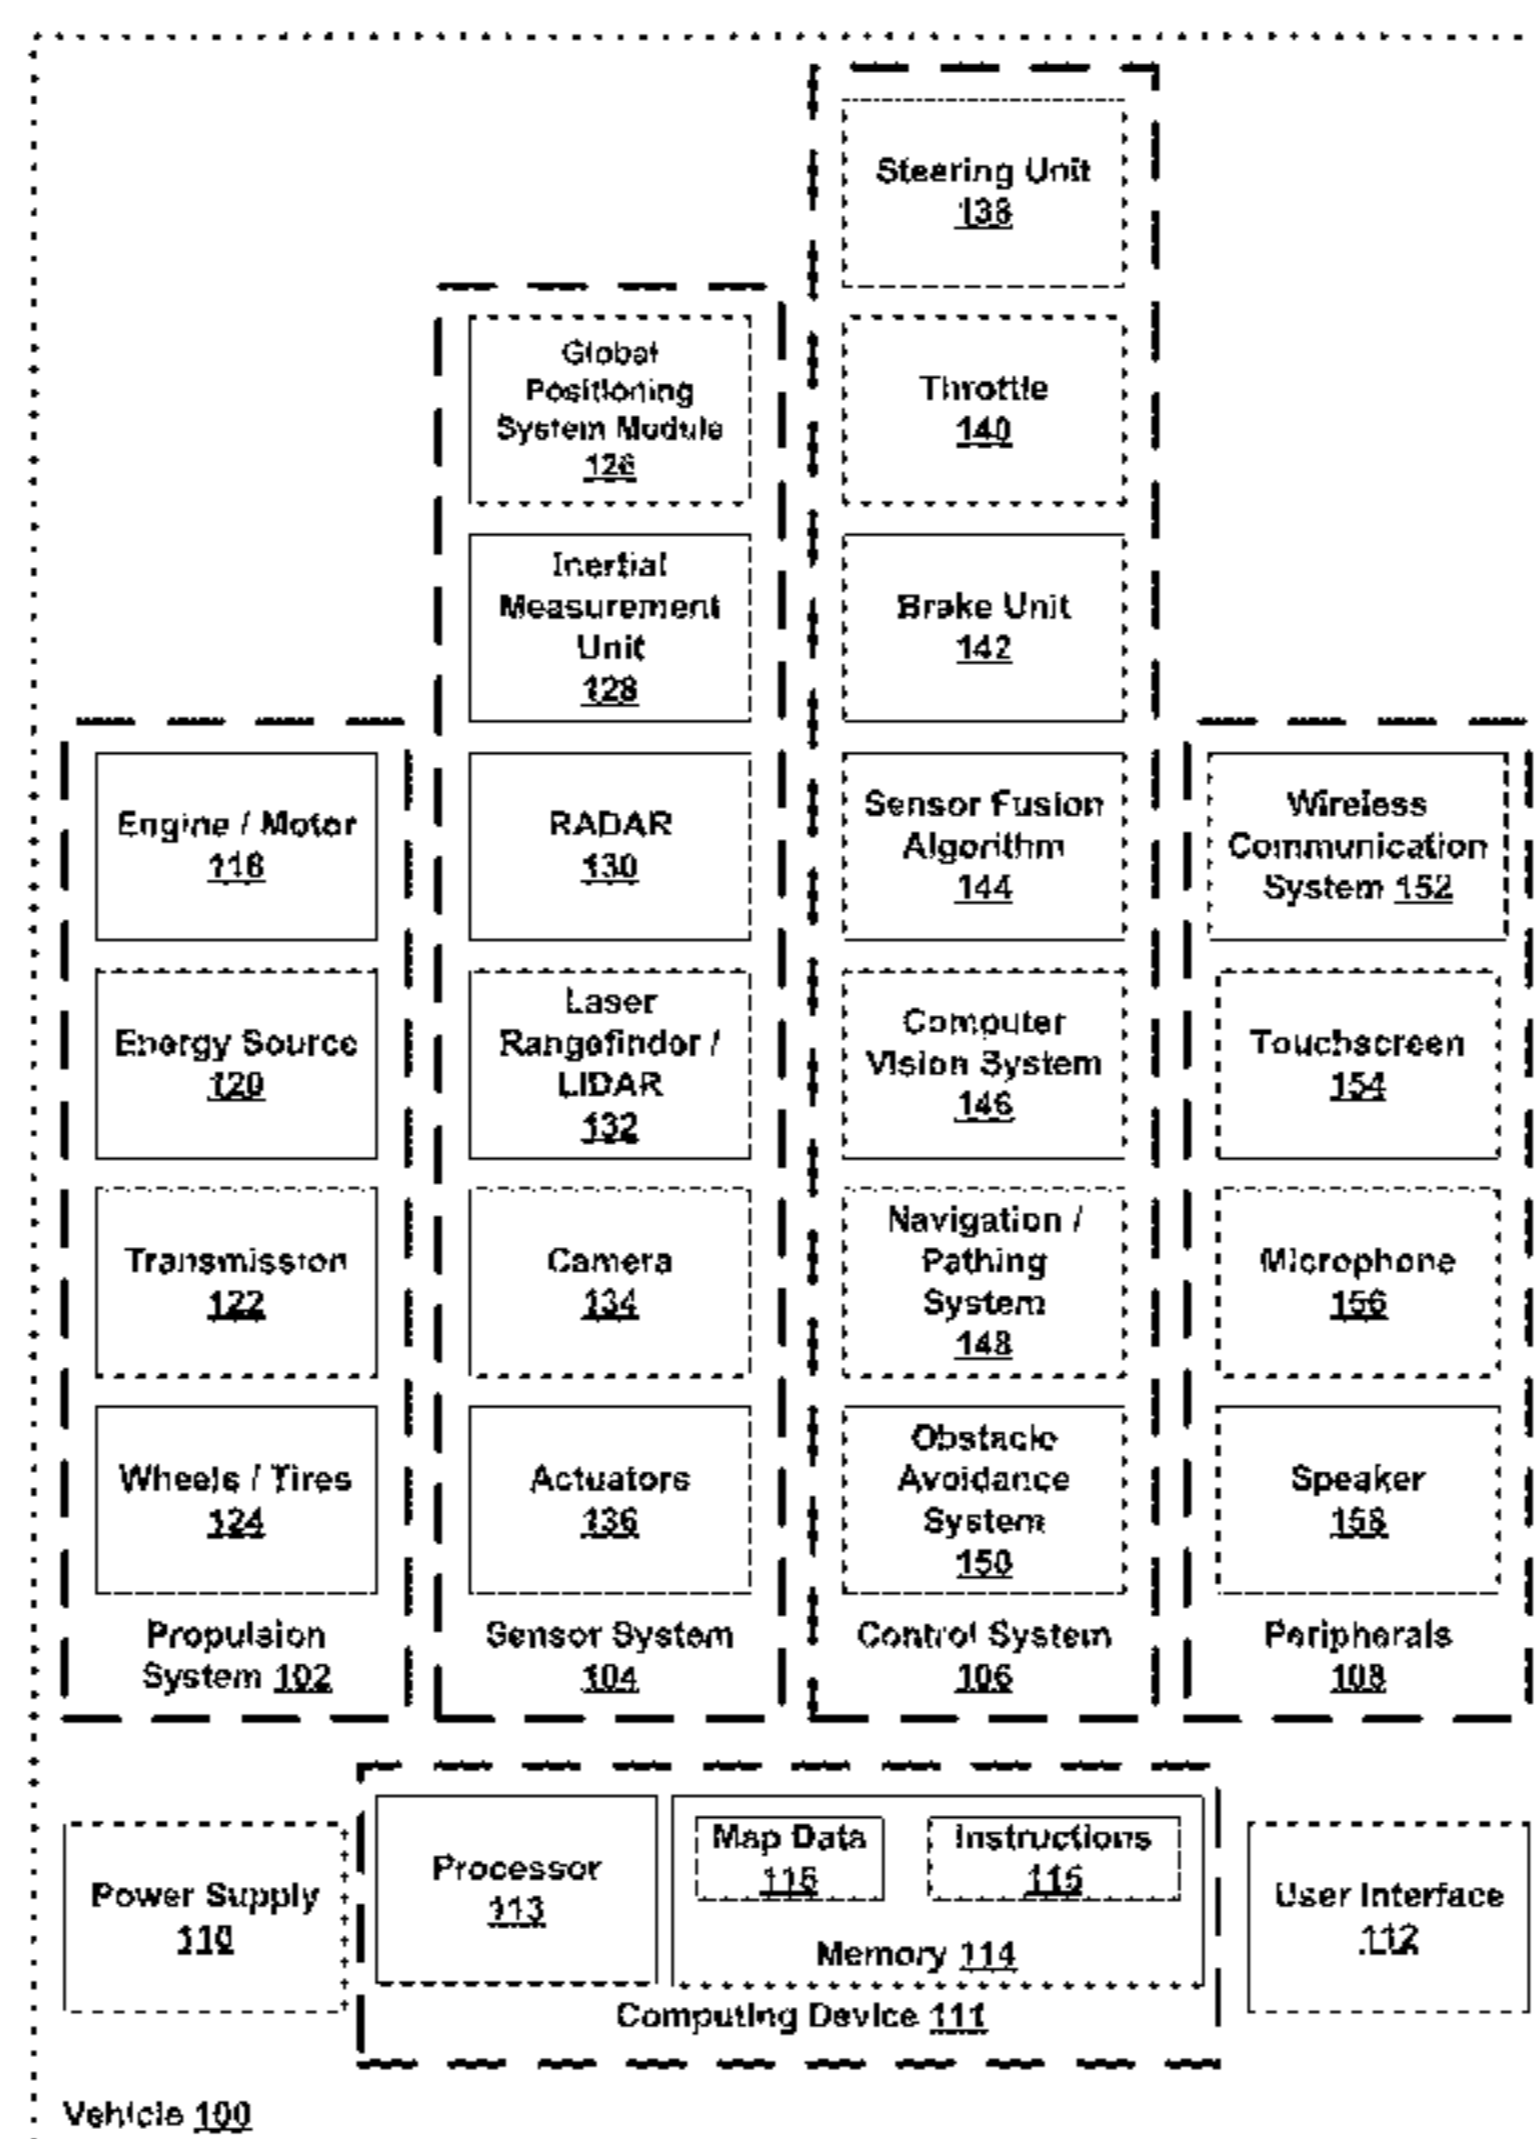 Steering Unit
138
Global
Positioning
System Module
126
Throttle
140
Inertial
Measurement
Unit
128
Brake Unit
142
Engine / Motor
118
RADAR
130
Sensor Fusion
Algorithm
144
Wireless
Communication
System 152
Energy Source
120
Laser
Rangefinder /
LIDAR
132
Computer
Vision System
146
Touchscreen
154
Transmission
122
Camera
134
Navigation /
Pathing
System
148
Microphone
156
Wheels / Tires
124
Actuators
136
Obstacle
Avoidance
System
150
Speaker
158
Propulsion
System 102
Sensor System
104
Control System
106
Peripherals
108
Power Supply
110
Processor
113
Map Data
Instructions
115
Memory 114
Computing Device 111
User Interface
112
Vehicle 100